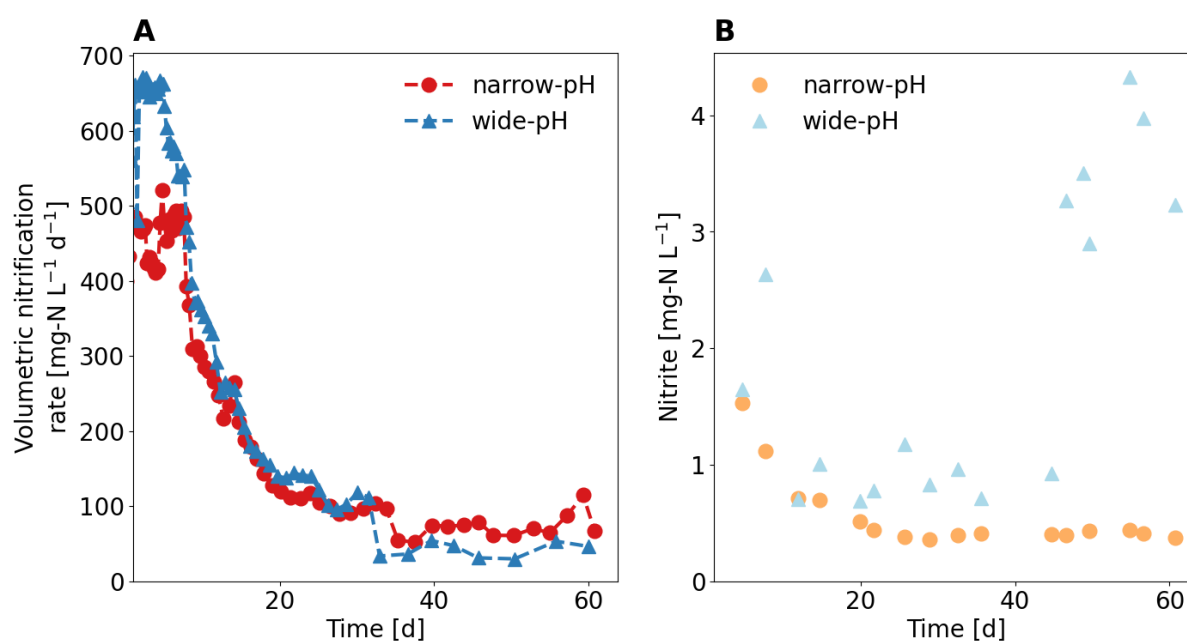 A
Volumetric nitrification
rate [mg-N L⁻¹ d⁻¹]
700
600
500
400
300
200
100
0
narrow-pH
wide-pH
20
40
60
Time [d]
B
Nitrite [mg-N L⁻¹]
4
3
2
1
0
narrow-pH
wide-pH
20
40
60
Time [d]